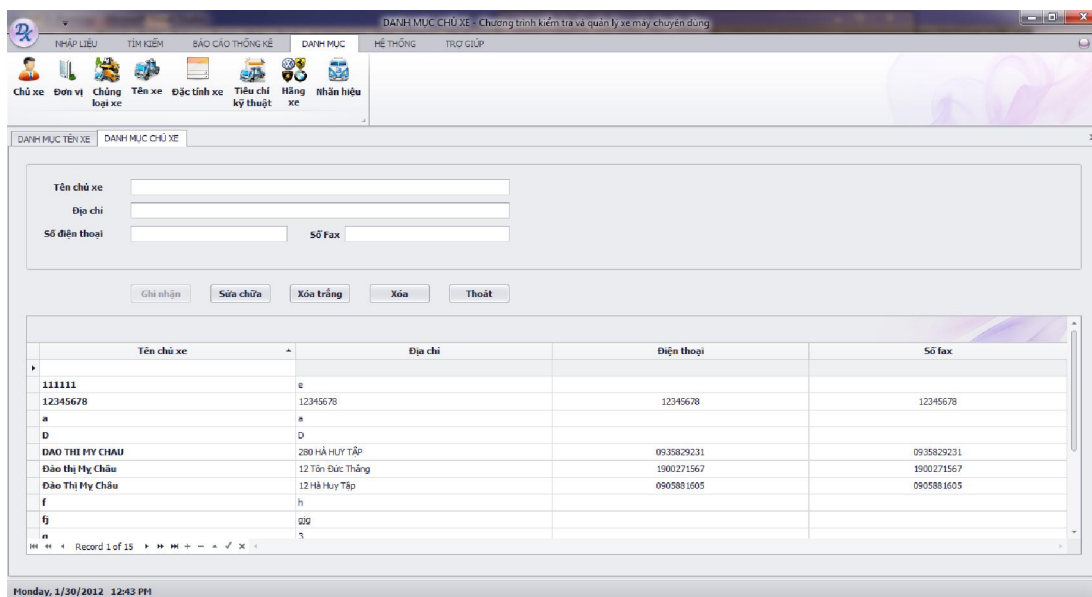 DANH MỤC CHỦ XE - Chương trình kiểm tra và quản lý xe máy chuyên dùng
NHẬP LIỆU TÌM KIẾM BÁO CÁO THỐNG KÊ DANH MỤC HỆ THỐNG TRỢ GIÚP
Chủ xe Đơn vị Chủng loại xe Tên xe Đặc tính xe Tiêu chí kỹ thuật Hãng xe Nhãn hiệu
DANH MỤC TÊN XE DANH MỤC CHỦ XE
Tên chủ xe
Địa chỉ
Số điện thoại Số Fax
Ghi nhận Sửa chữa Xóa trắng Xóa Thoát
Tên chủ xe Địa chỉ Điện thoại Số fax
111111 e
12345678 12345678 12345678 12345678
a a
D D
DAO THI MY CHAU 280 HÀ HUY TẬP 0935829231 0935829231
Đào thị Mỵ Châu 12 Tôn Đức Thắng 1900271567 1900271567
Đào Thị Mỵ Châu 12 Hà Huy Tập 0905881605 0905881605
f h
fj gjg
g 3
Record 1 of 15
Monday, 1/30/2012 12:43 PM